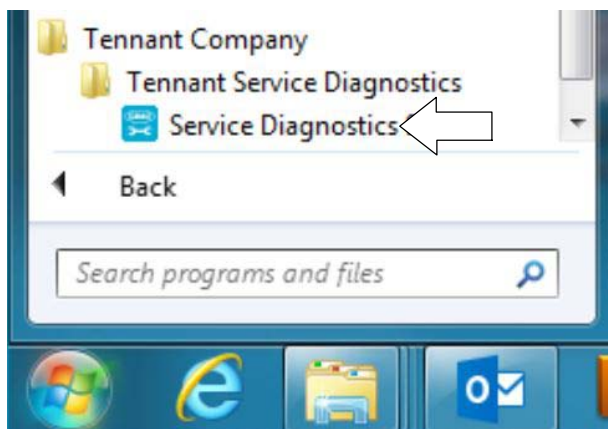 Tennant Company
Tennant Service Diagnostics
Service Diagnostics
Back
Search programs and files